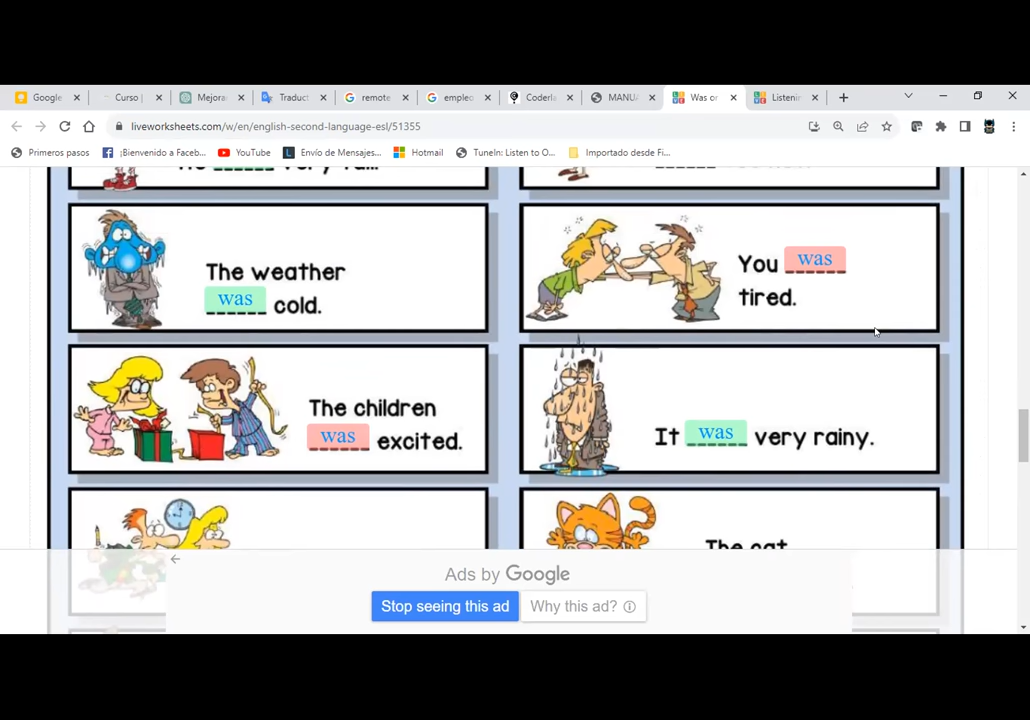 Google
Curso |
Mejora
Traduct
remote
empleo
Coderla
MANUA
Was or
Listenin
liveworksheets.com/w/en/english-second-language-esl/51355
Primeros pasos
¡Bienvenido a Faceb...
YouTube
Envío de Mensajes...
Hotmail
TuneIn: Listen to O...
Importado desde Fi...
The weather
was cold.
You was
tired.
The children
was excited.
It was very rainy.
The cat
Ads by Google
Stop seeing this ad
Why this ad?